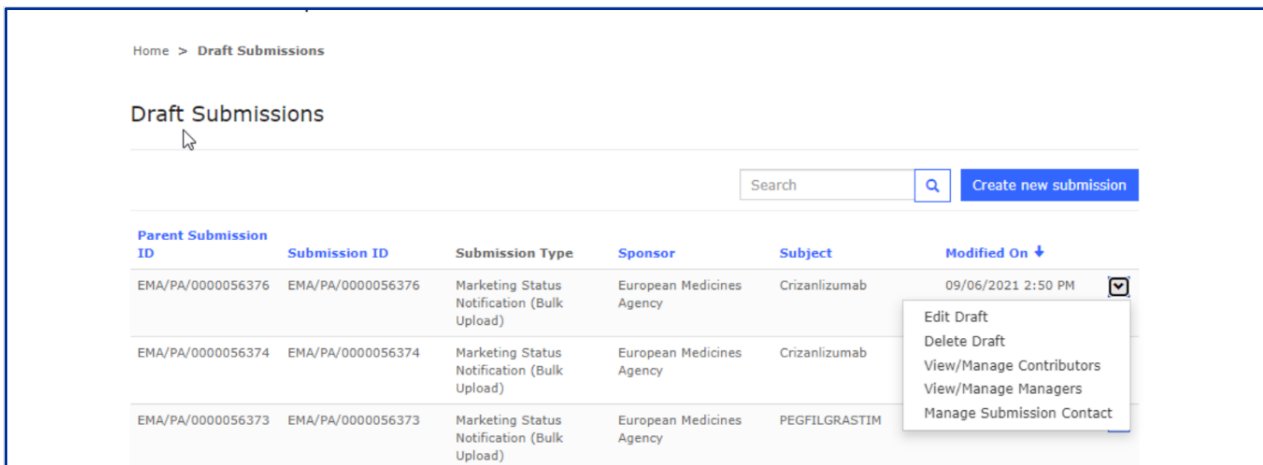 Home > Draft Submissions
Draft Submissions
Search
Create new submission
Parent Submission
ID
Submission ID
Submission Type
Sponsor
Subject
Modified On
EMA/PA/0000056376 EMA/PA/0000056376 Marketing Status European Medicines Crizanlizumab 09/06/2021 2:50 PM
Notification (Bulk Agency
Upload)
Edit Draft
Delete Draft
View/Manage Contributors
View/Manage Managers
Manage Submission Contact
EMA/PA/0000056374 EMA/PA/0000056374 Marketing Status European Medicines Crizanlizumab
Notification (Bulk Agency
Upload)
EMA/PA/0000056373 EMA/PA/0000056373 Marketing Status European Medicines PEGFILGRASTIM
Notification (Bulk Agency
Upload)